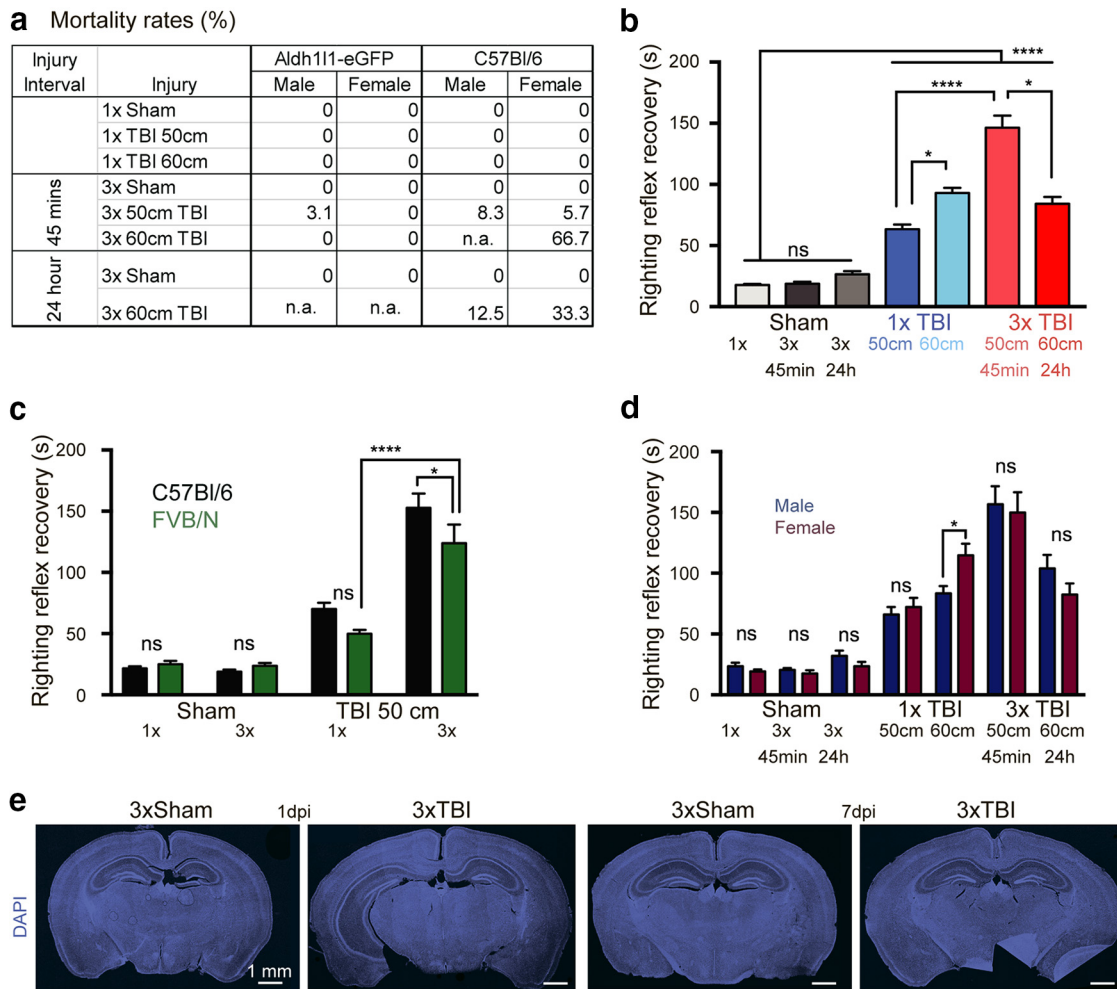 a Mortality rates (%)
Injury Interval Injury Aldh1l1-eGFP C57Bl/6
Male Female Male Female
1x Sham 0 0 0 0
1x TBI 50cm 0 0 0 0
1x TBI 60cm 0 0 0 0
45 mins
3x Sham 0 0 0 0
3x 50cm TBI 3.1 0 8.3 5.7
3x 60cm TBI 0 0 n.a. 66.7
24 hour
3x Sham 0 0 0 0
3x 60cm TBI n.a. n.a. 12.5 33.3
b
Righting reflex recovery (s)
200
150
100
50
0
****
**** *
*
ns
Sham 1x TBI 3x TBI
1x 3x 3x 50cm 60cm 50cm 60cm
45min 24h 45min 24h
c
Righting reflex recovery (s)
200
150
100
50
0
C57Bl/6
FVB/N
****
*
ns
ns ns
Sham TBI 50 cm
1x 3x 1x 3x
d
Righting reflex recovery (s)
200
150
100
50
0
Male
Female
ns
*
ns
ns
ns ns ns
Sham 1x TBI 3x TBI
1x 3x 3x 50cm 60cm 50cm 60cm
45min 24h 45min 24h
e
3xSham 1dpi 3xTBI 3xSham 7dpi 3xTBI
DAPI
1 mm